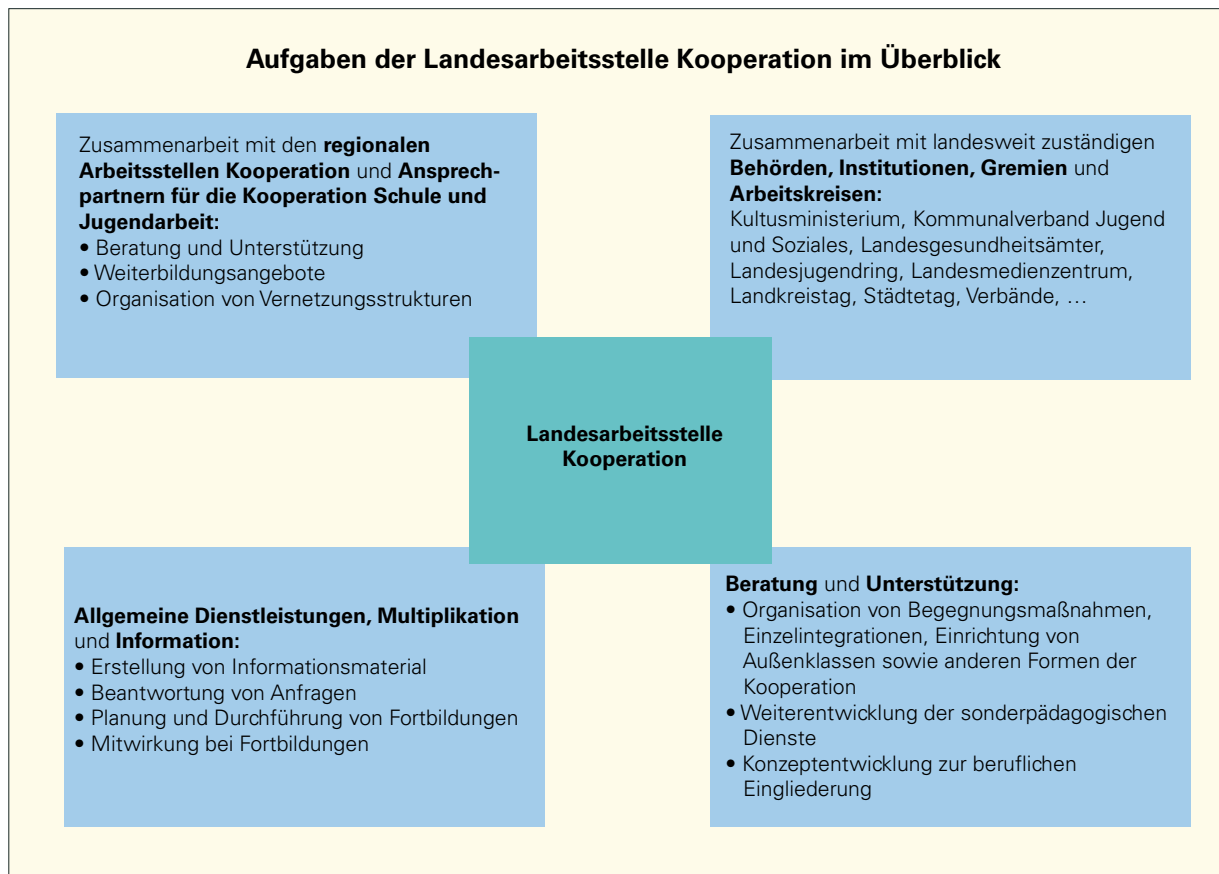 Aufgaben der Landesarbeitsstelle Kooperation im Überblick
Zusammenarbeit mit den regionalen
Arbeitsstellen Kooperation und Ansprech-
partnern für die Kooperation Schule und
Jugendarbeit:
• Beratung und Unterstützung
• Weiterbildungsangebote
• Organisation von Vernetzungsstrukturen
Zusammenarbeit mit landesweit zuständigen
Behörden, Institutionen, Gremien und
Arbeitskreisen:
Kultusministerium, Kommunalverband Jugend
und Soziales, Landesgesundheitsämter,
Landesjugendring, Landesmedienzentrum,
Landkreistag, Städtetag, Verbände, …
Landesarbeitsstelle
Kooperation
Allgemeine Dienstleistungen, Multiplikation
und Information:
• Erstellung von Informationsmaterial
• Beantwortung von Anfragen
• Planung und Durchführung von Fortbildungen
• Mitwirkung bei Fortbildungen
Beratung und Unterstützung:
• Organisation von Begegnungsmaßnahmen,
Einzelintegrationen, Einrichtung von
Außenklassen sowie anderen Formen der
Kooperation
• Weiterentwicklung der sonderpädagogischen
Dienste
• Konzeptentwicklung zur beruflichen
Eingliederung